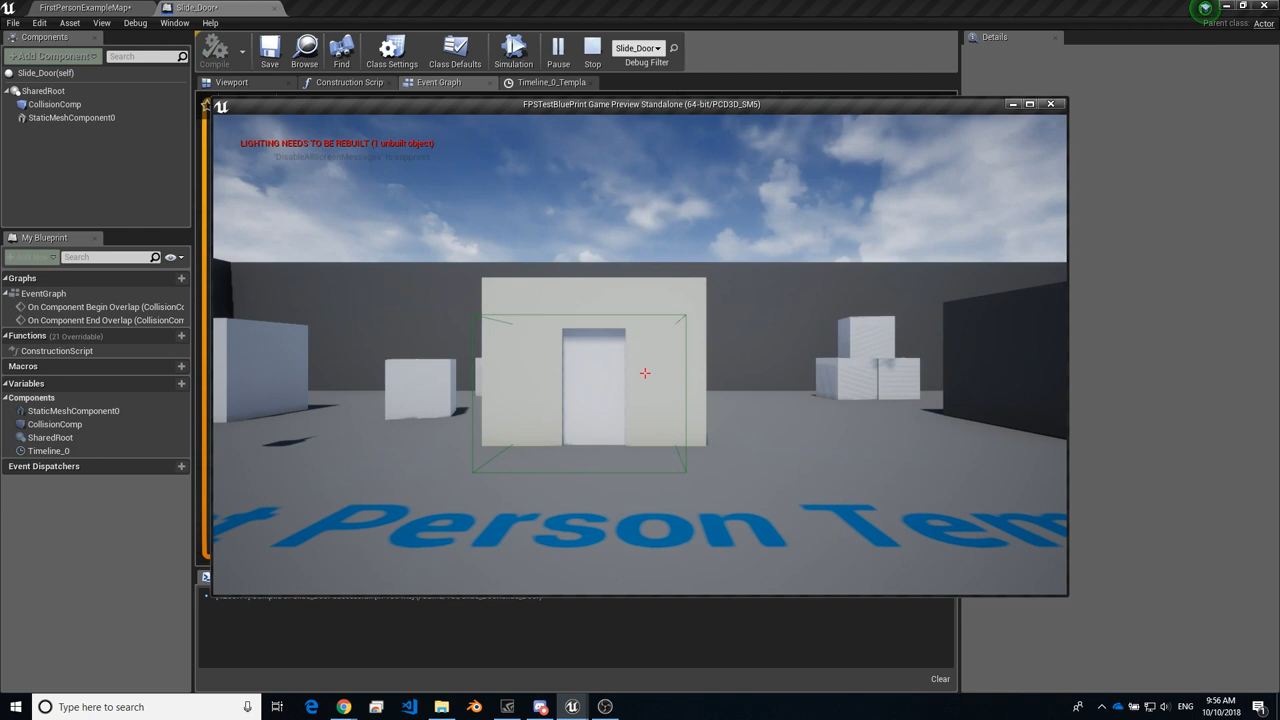 FirstPersonExampleMap*
Slide_Door*
File Edit Asset View Debug Window Help
Parent class: Actor
Components
Details
+Add Component
Search
Compile
Save
Browse
Find
Class Settings
Class Defaults
Simulation
Pause
Stop
Slide_Door
Debug Filter
Slide_Door(self)
Viewport
Construction Scrip
Event Graph
Timeline_0_Templa
SharedRoot
CollisionComp
StaticMeshComponent0
FPSTestBluePrint Game Preview Standalone (64-bit/PCD3D_SM5)
LIGHTING NEEDS TO BE REBUILT (1 unbuilt object)
'DisableAllScreenMessages' to suppress
My Blueprint
Search
Graphs
EventGraph
On Component Begin Overlap (CollisionCo
On Component End Overlap (CollisionCom
Functions (21 Overridable)
ConstructionScript
Macros
Variables
Components
StaticMeshComponent0
CollisionComp
SharedRoot
Timeline_0
Event Dispatchers
t Person Tem
Clear
Type here to search
ENG
9:56 AM
10/10/2018